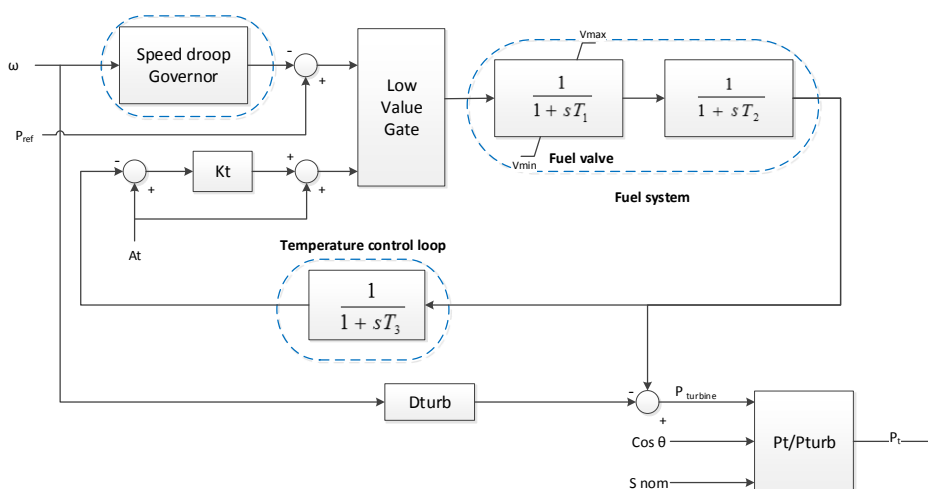 Vmax
Speed droop
Governor
-
+
ω
Low
Value
Gate
1
1 + sT₁
1
1 + sT₂
P ref
Fuel valve
Vmin
-
+
Kt
+
+
Fuel system
At
Temperature control loop
1
1 + sT₃
Dturb
-
+
P turbine
Cos θ
Pt/Pturb
Pt
S nom